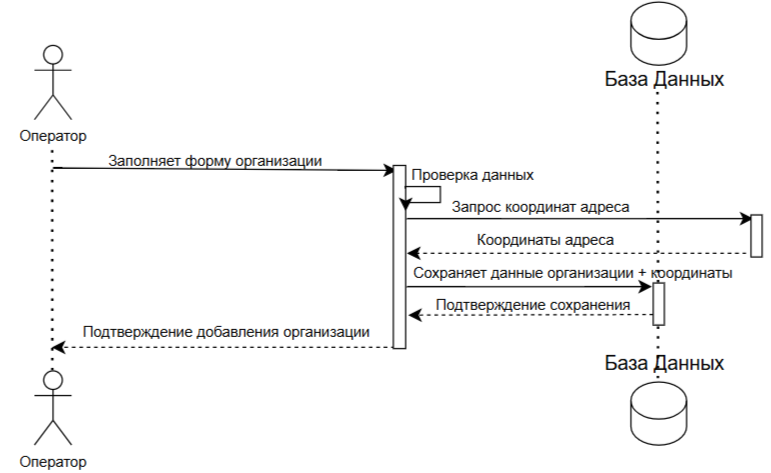 База Данных
Оператор
Заполняет форму организации
Проверка данных
Запрос координат адреса
Координаты адреса
Сохраняет данные организации + координаты
Подтверждение сохранения
Подтверждение добавления организации
База Данных
Оператор